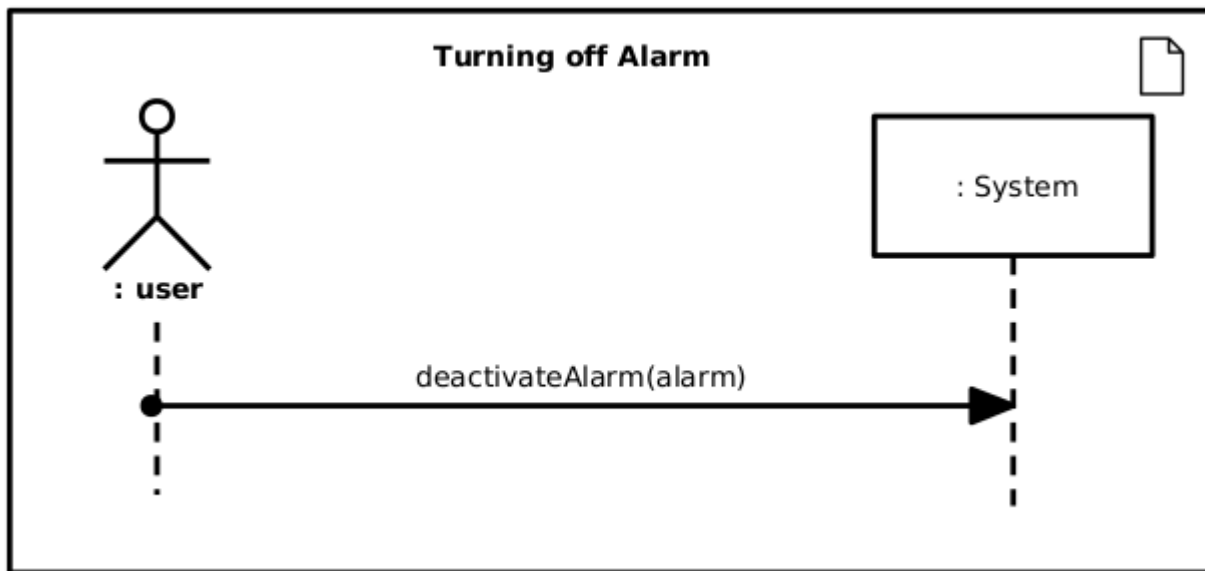 Turning off Alarm
: System
: user
deactivateAlarm(alarm)